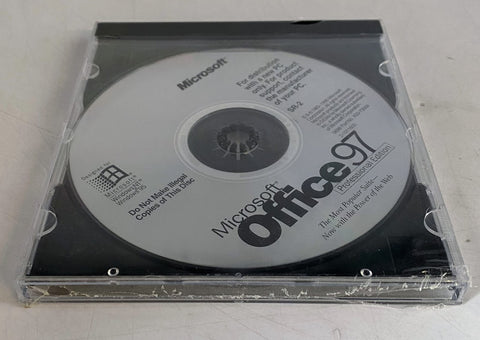 Microsoft
For distribution
with a new PC
only. For product
support, contact
the manufacturer
of your PC.
SR-2
Designed for
Microsoft
Windows NT
Windows 95
Do Not Make Illegal
Copies of This Disc
Microsoft
Office 97
Professional Edition
The Most Popular Suite—
Now with the Power of the Web